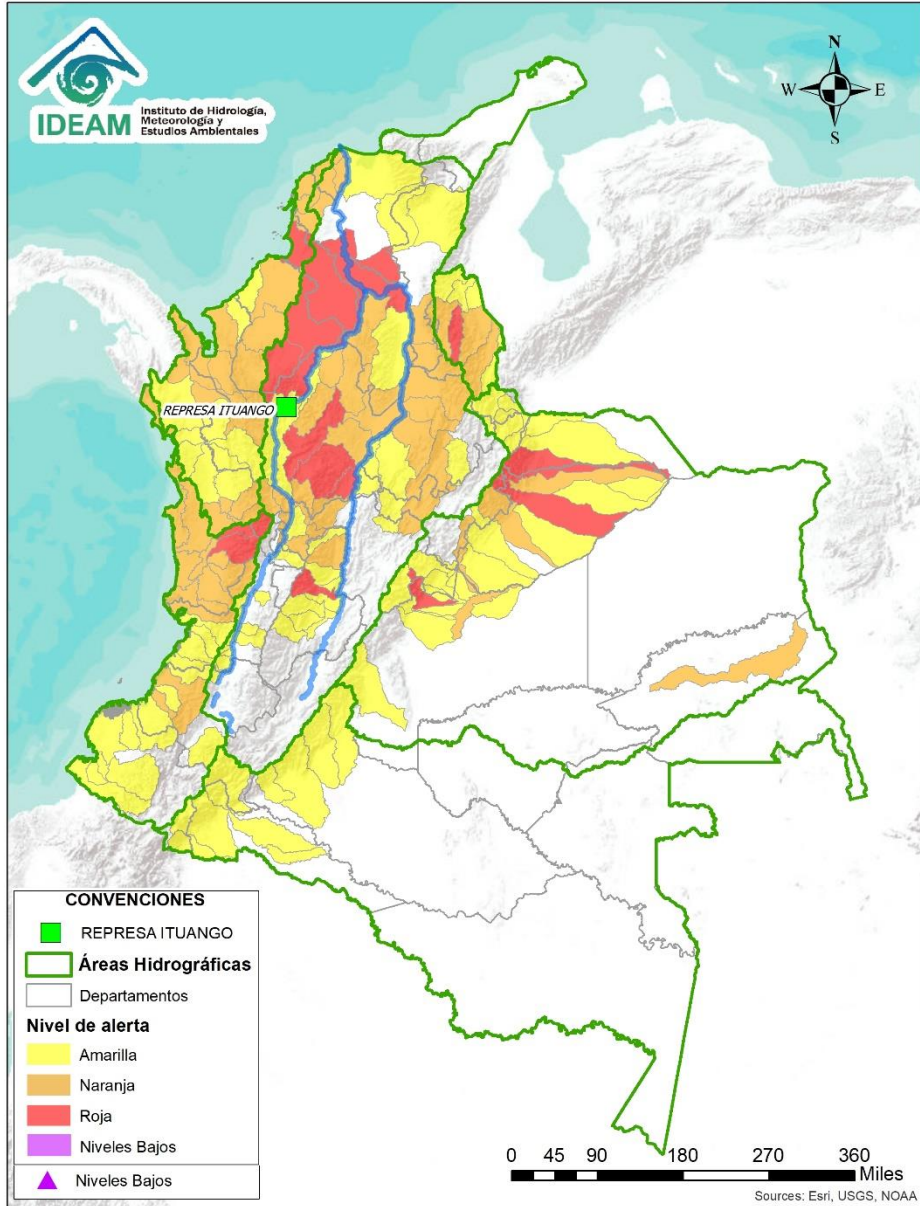 IDEAM
Instituto de Hidrología,
Meteorología y
Estudios Ambientales
N
W
E
S
REPRESA ITUANGO
CONVENCIONES
REPRESA ITUANGO
Áreas Hidrográficas
Departamentos
Nivel de alerta
Amarilla
Naranja
Roja
Niveles Bajos
Niveles Bajos
0 45 90 180 270 360
Miles
Sources: Esri, USGS, NOAA